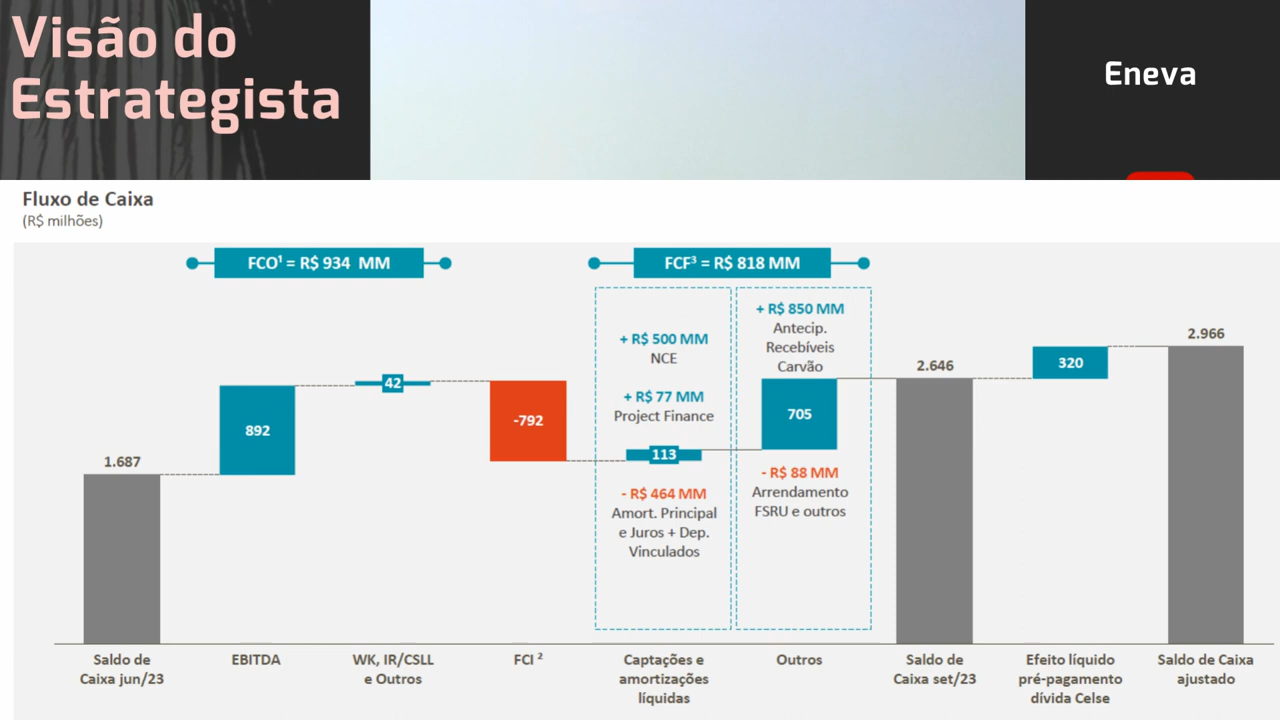 Visão do
Estrategista
Eneva
Fluxo de Caixa
(R$ milhões)
FCO¹ = R$ 934 MM
FCF³ = R$ 818 MM
1.687
892
42
-792
+ R$ 500 MM
NCE
+ R$ 77 MM
Project Finance
113
- R$ 464 MM
Amort. Principal
e Juros + Dep.
Vinculados
+ R$ 850 MM
Antecip.
Recebíveis
Carvão
705
- R$ 88 MM
Arrendamento
FSRU e outros
2.646
320
2.966
Saldo de
Caixa jun/23
EBITDA
WK, IR/CSLL
e Outros
FCI ²
Captações e
amortizações
líquidas
Outros
Saldo de
Caixa set/23
Efeito líquido
pré-pagamento
dívida Celse
Saldo de Caixa
ajustado